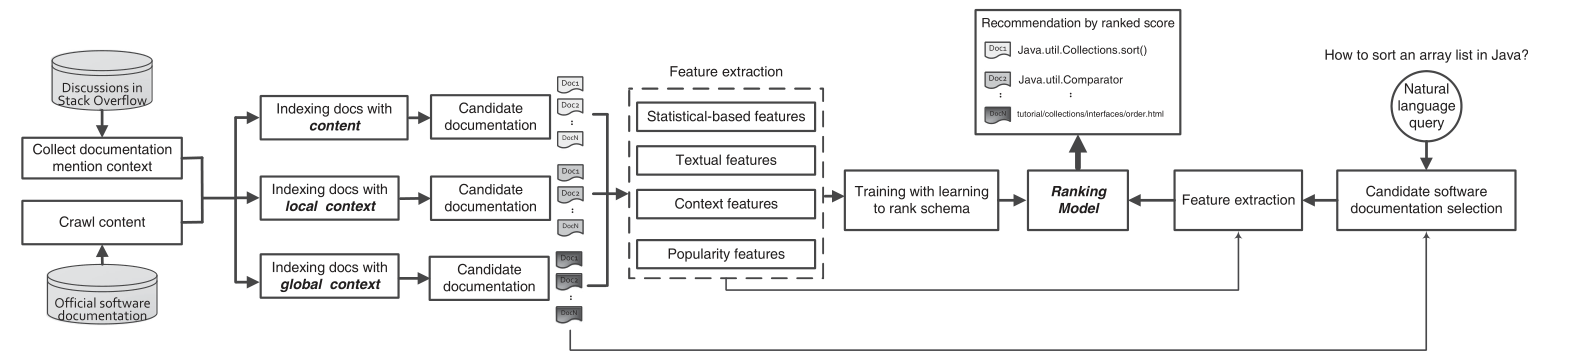 Discussions in
Stack Overflow
Collect documentation
mention context
Crawl content
Official software
documentation
Indexing docs with
content
Candidate
documentation
Doc1
Doc2
:
DocN
Indexing docs with
local context
Candidate
documentation
Doc1
Doc2
:
DocN
Indexing docs with
global context
Candidate
documentation
Doc1
Doc2
:
DocN
Feature extraction
Statistical-based features
Textual features
Context features
Popularity features
Training with learning
to rank schema
Ranking
Model
Recommendation by ranked score
Doc1 Java.util.Collections.sort()
Doc2 Java.util.Comparator
: :
DocN tutorial/collections/interfaces/order.html
Feature extraction
How to sort an array list in Java?
Natural
language
query
Candidate software
documentation selection